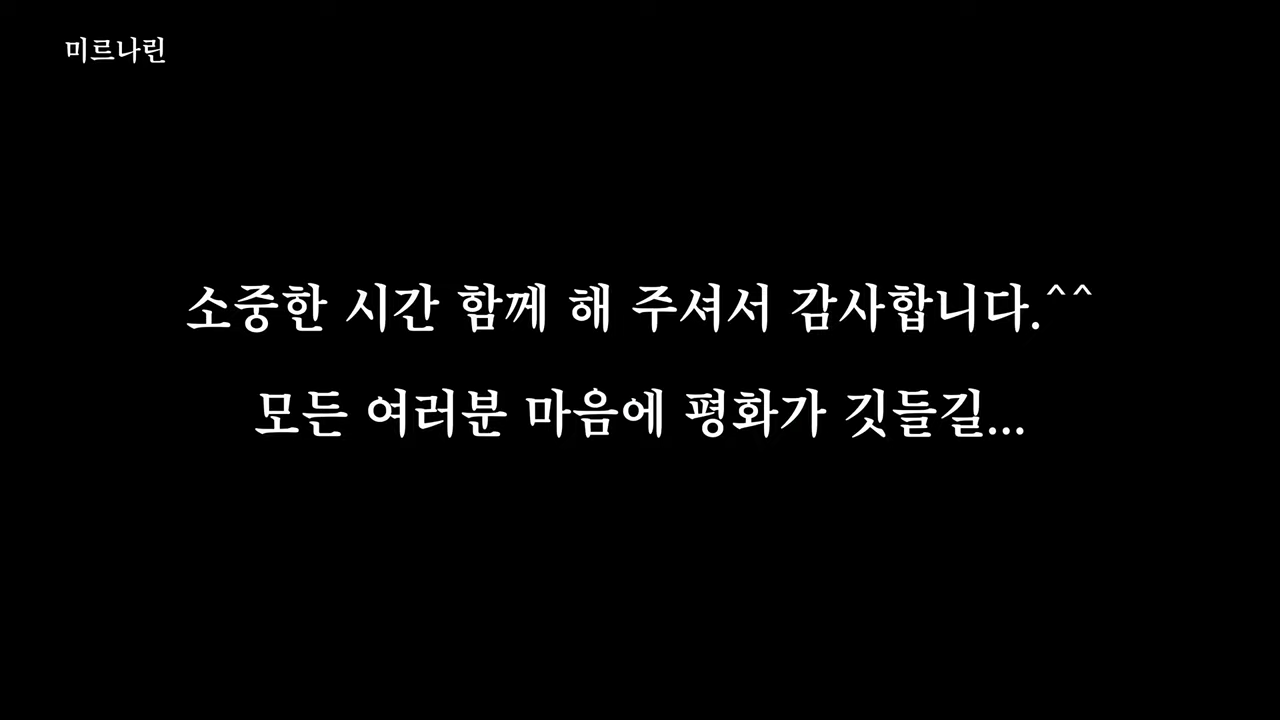 미르나린
소중한 시간 함께 해 주셔서 감사합니다.^^
모든 여러분 마음에 평화가 깃들길...